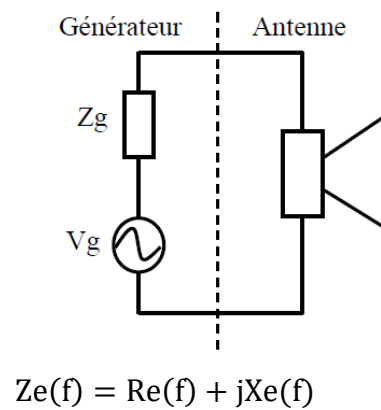 Générateur Antenne
Zg
Vg
Ze(f) = Re(f) + jXe(f)